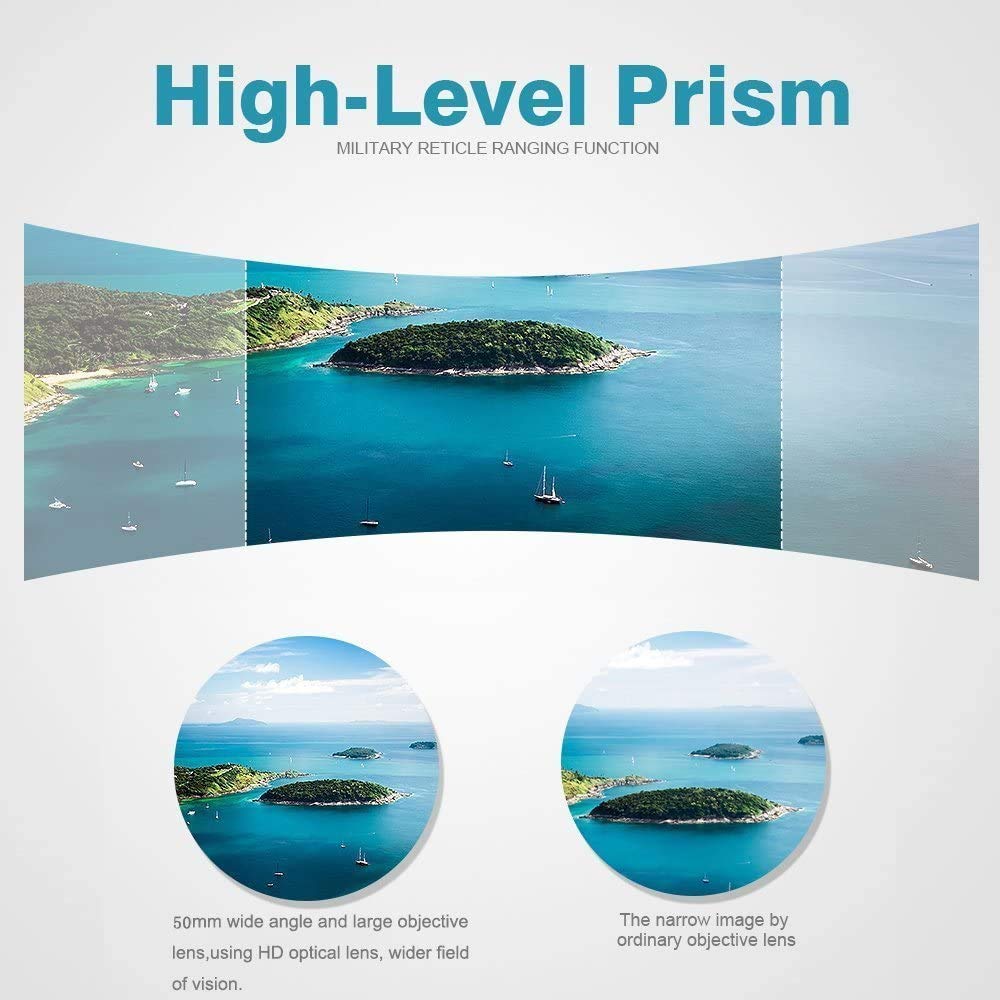 High-Level Prism
MILITARY RETICLE RANGING FUNCTION
50mm wide angle and large objective
lens,using HD optical lens, wider field
of vision.
The narrow image by
ordinary objective lens